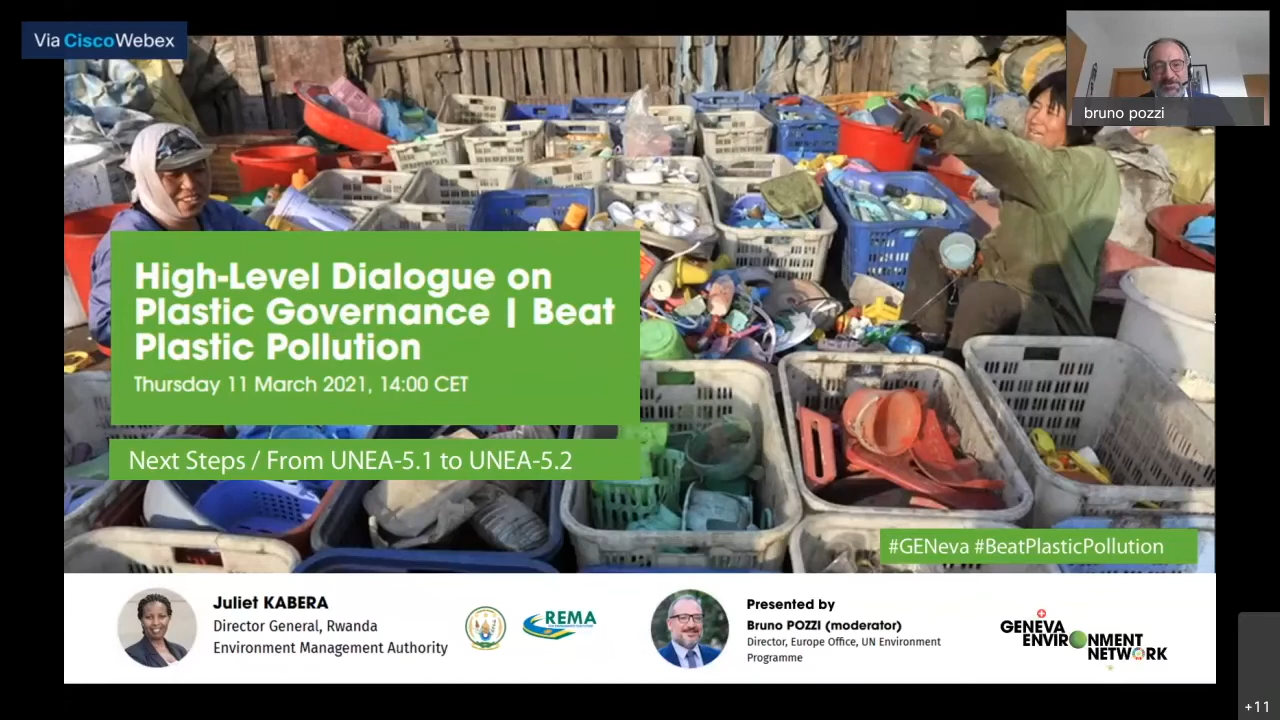 Via Cisco Webex
bruno pozzi
High-Level Dialogue on
Plastic Governance | Beat
Plastic Pollution
Thursday 11 March 2021, 14:00 CET
Next Steps / From UNEA-5.1 to UNEA-5.2
#GENeva #BeatPlasticPollution
Juliet KABERA
Director General, Rwanda
Environment Management Authority
REMA
Presented by
Bruno POZZI (moderator)
Director, Europe Office, UN Environment
Programme
GENEVA
ENVIRONMENT
NETWORK
+11